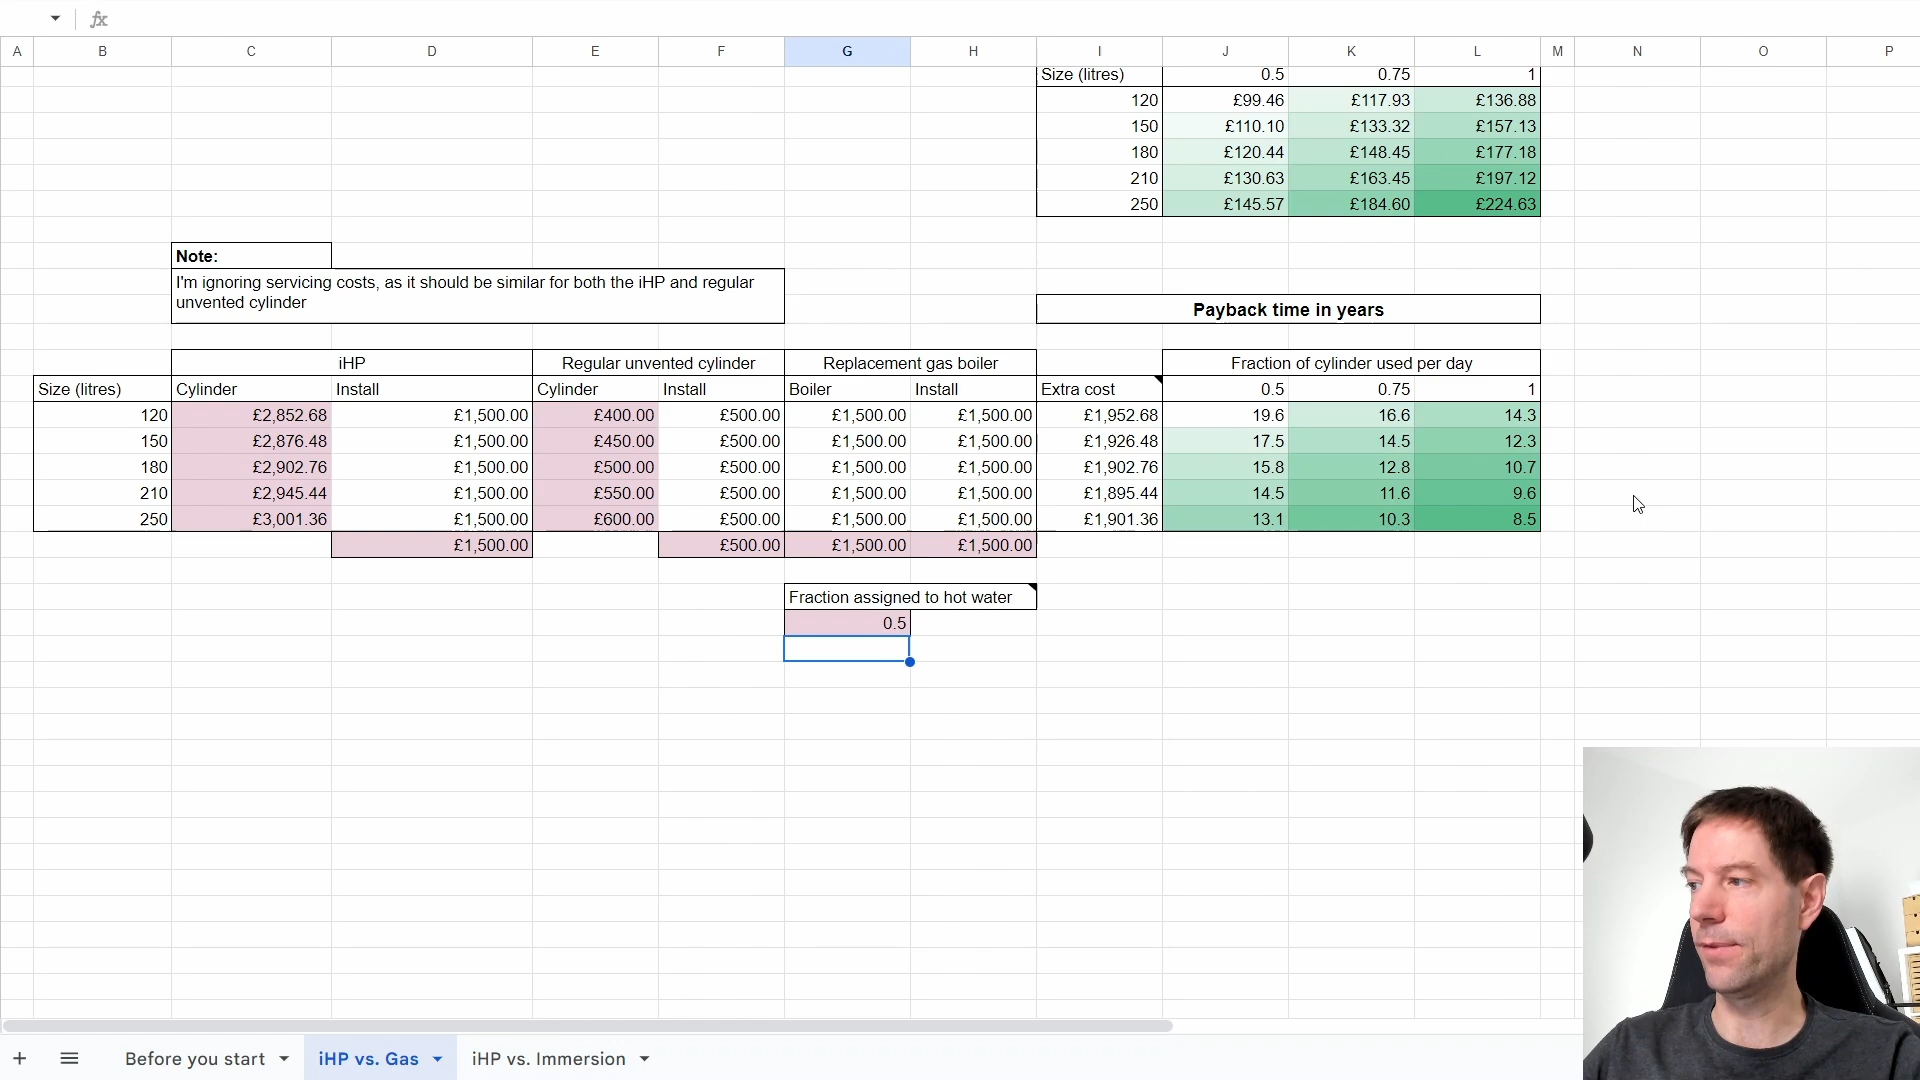 fx
A B C D E F G H I J K L M N O P
Size (litres) 0.5 0.75 1
120 £99.46 £117.93 £136.88
150 £110.10 £133.32 £157.13
180 £120.44 £148.45 £177.18
210 £130.63 £163.45 £197.12
250 £145.57 £184.60 £224.63
Note:
I'm ignoring servicing costs, as it should be similar for both the iHP and regular
unvented cylinder
Payback time in years
iHP Regular unvented cylinder Replacement gas boiler Fraction of cylinder used per day
Size (litres) Cylinder Install Cylinder Install Boiler Install Extra cost 0.5 0.75 1
120 £2,852.68 £1,500.00 £400.00 £500.00 £1,500.00 £1,500.00 £1,952.68 19.6 16.6 14.3
150 £2,876.48 £1,500.00 £450.00 £500.00 £1,500.00 £1,500.00 £1,926.48 17.5 14.5 12.3
180 £2,902.76 £1,500.00 £500.00 £500.00 £1,500.00 £1,500.00 £1,902.76 15.8 12.8 10.7
210 £2,945.44 £1,500.00 £550.00 £500.00 £1,500.00 £1,500.00 £1,895.44 14.5 11.6 9.6
250 £3,001.36 £1,500.00 £600.00 £500.00 £1,500.00 £1,500.00 £1,901.36 13.1 10.3 8.5
£1,500.00 £500.00 £1,500.00 £1,500.00
Fraction assigned to hot water
0.5
Before you start iHP vs. Gas iHP vs. Immersion